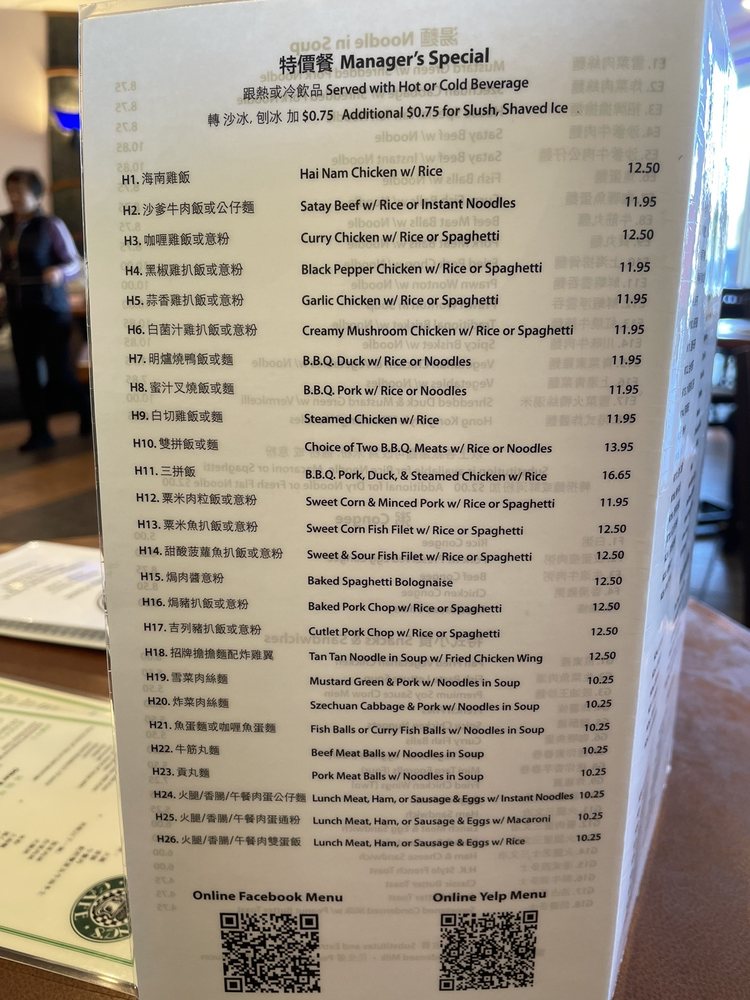 特價餐 Manager's Special
跟熱或冷飲品 Served with Hot or Cold Beverage
轉 沙冰, 刨冰 加 $0.75 Additional $0.75 for Slush, Shaved Ice
H1. 海南雞飯 Hai Nam Chicken w/ Rice 12.50
H2. 沙爹牛肉飯或公仔麵 Satay Beef w/ Rice or Instant Noodles 11.95
H3. 咖喱雞飯或意粉 Curry Chicken w/ Rice or Spaghetti 12.50
H4. 黑椒雞扒飯或意粉 Black Pepper Chicken w/ Rice or Spaghetti 11.95
H5. 蒜香雞扒飯或意粉 Garlic Chicken w/ Rice or Spaghetti 11.95
H6. 白菌汁雞扒飯或意粉 Creamy Mushroom Chicken w/ Rice or Spaghetti 11.95
H7. 明爐燒鴨飯或麵 B.B.Q. Duck w/ Rice or Noodles 11.95
H8. 蜜汁叉燒飯或麵 B.B.Q. Pork w/ Rice or Noodles 11.95
H9. 白切雞飯或麵 Steamed Chicken w/ Rice 11.95
H10. 雙拼飯或麵 Choice of Two B.B.Q. Meats w/ Rice or Noodles 13.95
H11. 三拼飯 B.B.Q. Pork, Duck, & Steamed Chicken w/ Rice 16.65
H12. 粟米肉粒飯或意粉 Sweet Corn & Minced Pork w/ Rice or Spaghetti 11.95
H13. 粟米魚扒飯或意粉 Sweet Corn Fish Filet w/ Rice or Spaghetti 12.50
H14. 甜酸菠蘿魚扒飯或意粉 Sweet & Sour Fish Filet w/ Rice or Spaghetti 12.50
H15. 焗肉醬意粉 Baked Spaghetti Bolognaise 12.50
H16. 焗豬扒飯或意粉 Baked Pork Chop w/ Rice or Spaghetti 12.50
H17. 吉列豬扒飯或意粉 Cutlet Pork Chop w/ Rice or Spaghetti 12.50
H18. 招牌擔擔麵配炸雞翼 Tan Tan Noodle in Soup w/ Fried Chicken Wing 12.50
H19. 雪菜肉絲麵 Mustard Green & Pork w/ Noodles in Soup 10.25
H20. 炸菜肉絲麵 Szechuan Cabbage & Pork w/ Noodles in Soup 10.25
H21. 魚蛋麵或咖喱魚蛋麵 Fish Balls or Curry Fish Balls w/ Noodles in Soup 10.25
H22. 牛筋丸麵 Beef Meat Balls w/ Noodles in Soup 10.25
H23. 貢丸麵 Pork Meat Balls w/ Noodles in Soup 10.25
H24. 火腿/香腸/午餐肉蛋公仔麵 Lunch Meat, Ham, or Sausage & Eggs w/ Instant Noodles 10.25
H25. 火腿/香腸/午餐肉蛋通粉 Lunch Meat, Ham, or Sausage & Eggs w/ Macaroni 10.25
H26. 火腿/香腸/午餐肉雙蛋飯 Lunch Meat, Ham, or Sausage & Eggs w/ Rice 10.25
Online Facebook Menu Online Yelp Menu